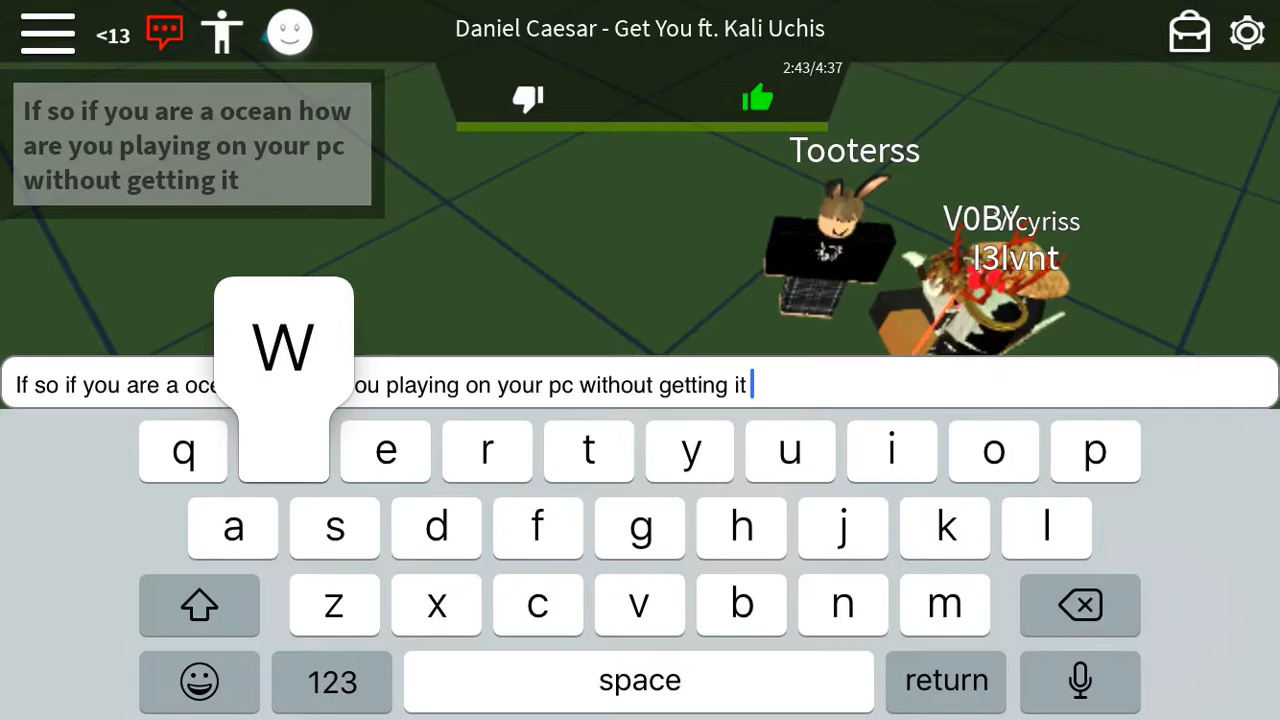 <13
Daniel Caesar - Get You ft. Kali Uchis
2:43/4:37
If so if you are a ocean how
are you playing on your pc
without getting it
Tooterss
V0BY
cyriss
l3lvnt
W
If so if you are a oce ou playing on your pc without getting it
q e r t y u i o p
a s d f g h j k l
z x c v b n m
123 space return